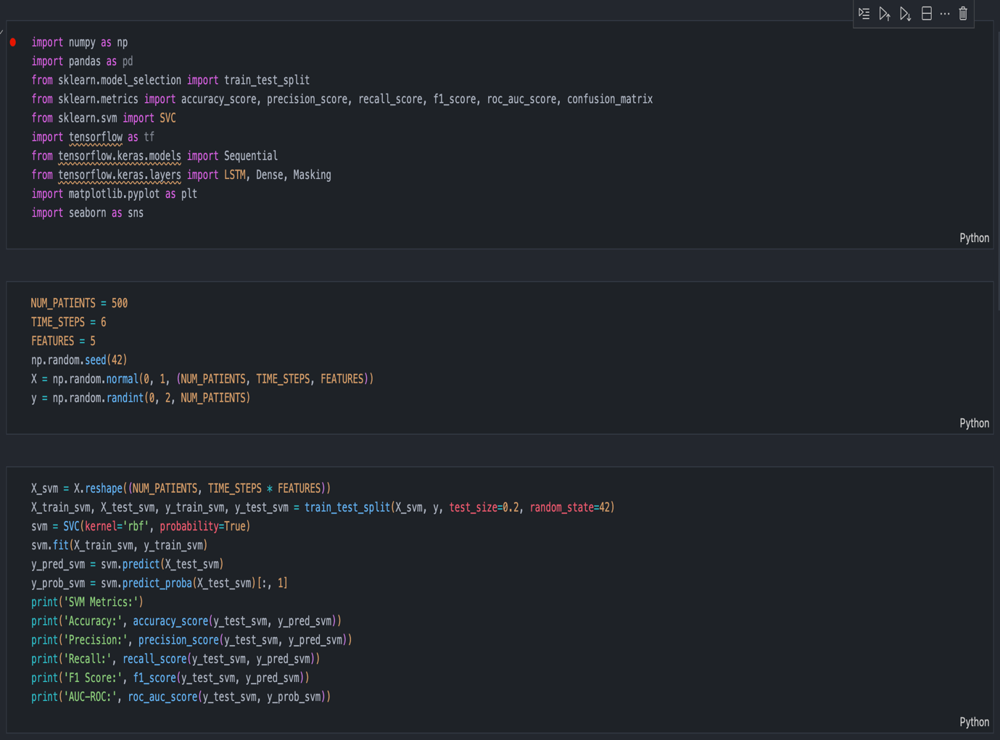 import numpy as np
import pandas as pd
from sklearn.model_selection import train_test_split
from sklearn.metrics import accuracy_score, precision_score, recall_score, f1_score, roc_auc_score, confusion_matrix
from sklearn.svm import SVC
import tensorflow as tf
from tensorflow.keras.models import Sequential
from tensorflow.keras.layers import LSTM, Dense, Masking
import matplotlib.pyplot as plt
import seaborn as sns
Python
NUM_PATIENTS = 500
TIME_STEPS = 6
FEATURES = 5
np.random.seed(42)
X = np.random.normal(0, 1, (NUM_PATIENTS, TIME_STEPS, FEATURES))
y = np.random.randint(0, 2, NUM_PATIENTS)
Python
X_svm = X.reshape((NUM_PATIENTS, TIME_STEPS * FEATURES))
X_train_svm, X_test_svm, y_train_svm, y_test_svm = train_test_split(X_svm, y, test_size=0.2, random_state=42)
svm = SVC(kernel='rbf', probability=True)
svm.fit(X_train_svm, y_train_svm)
y_pred_svm = svm.predict(X_test_svm)
y_prob_svm = svm.predict_proba(X_test_svm)[:, 1]
print('SVM Metrics:')
print('Accuracy:', accuracy_score(y_test_svm, y_pred_svm))
print('Precision:', precision_score(y_test_svm, y_pred_svm))
print('Recall:', recall_score(y_test_svm, y_pred_svm))
print('F1 Score:', f1_score(y_test_svm, y_pred_svm))
print('AUC-ROC:', roc_auc_score(y_test_svm, y_prob_svm))
Python